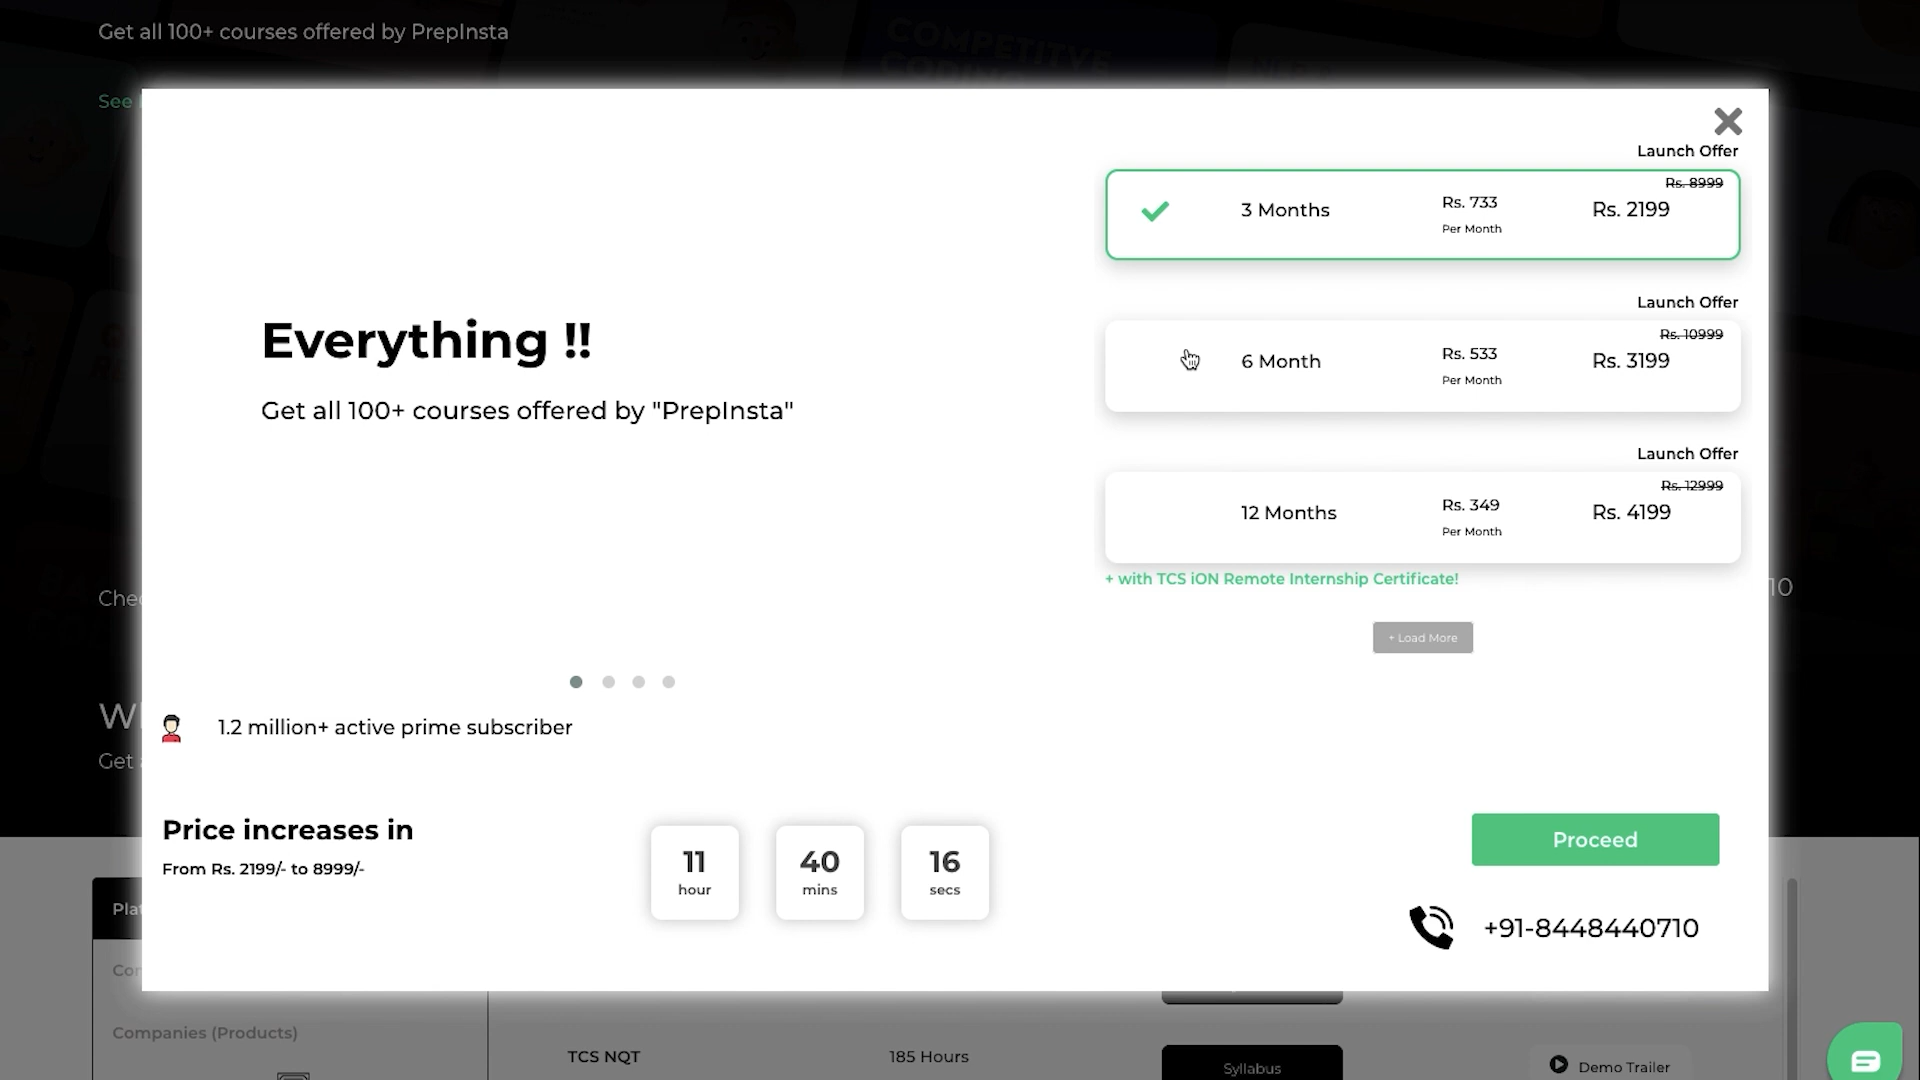 Get all 100+ courses offered by PrepInsta
COMPETITVE
See
Launch Offer
Rs. 8999
3 Months
Rs. 733
Per Month
Rs. 2199
Launch Offer
Rs. 10999
6 Month
Rs. 533
Per Month
Rs. 3199
Everything !!
Get all 100+ courses offered by "PrepInsta"
Launch Offer
Rs. 12999
12 Months
Rs. 349
Per Month
Rs. 4199
+ with TCS iON Remote Internship Certificate!
+ Load More
10
1.2 million+ active prime subscriber
Get
Price increases in
From Rs. 2199/- to 8999/-
11
hour
40
mins
16
secs
Proceed
+91-8448440710
Companies (Products)
TCS NQT
185 Hours
Syllabus
Demo Trailer